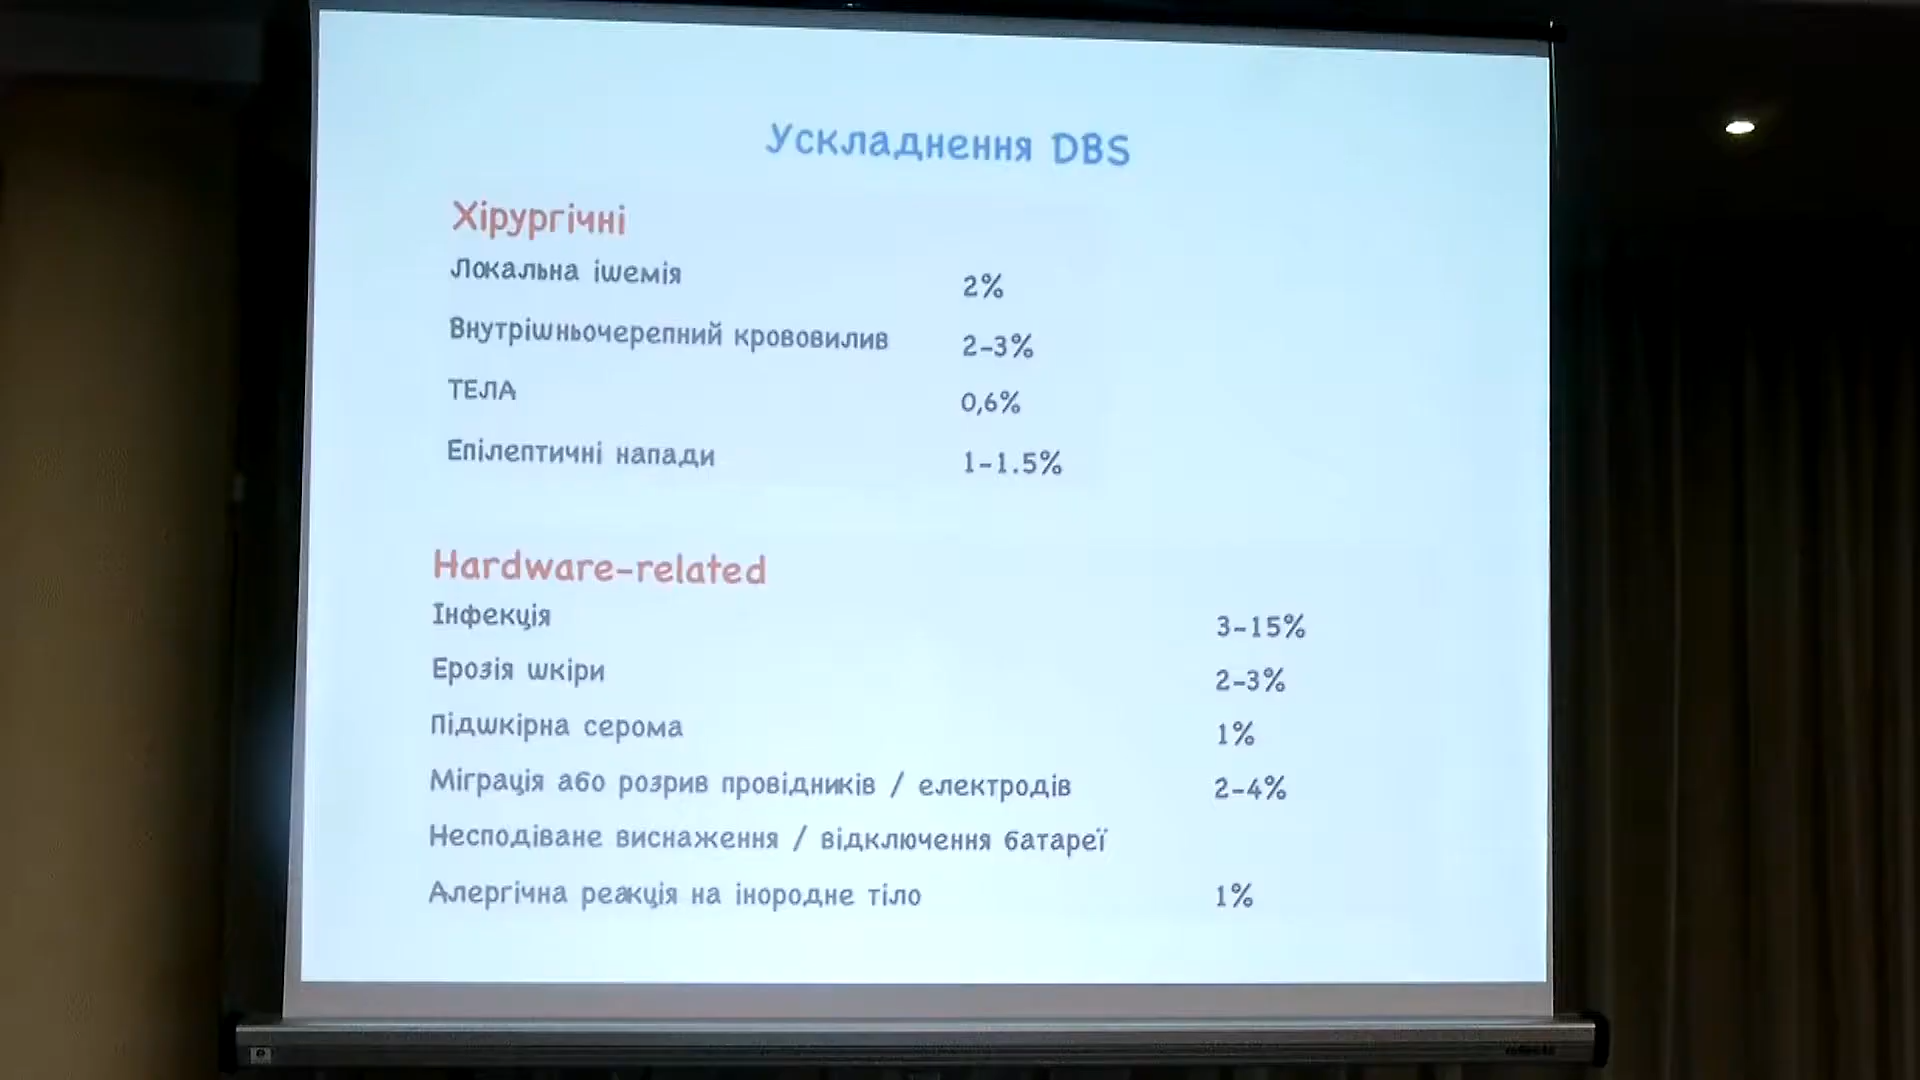 Ускладнення DBS
Хірургічні
Локальна ішемія 2%
Внутрішньочерепний крововилив 2-3%
ТЕЛА 0,6%
Епілептичні напади 1-1.5%
Hardware-related
Інфекція 3-15%
Ерозія шкіри 2-3%
Підшкірна серома 1%
Міграція або розрив провідників / електродів 2-4%
Несподіване виснаження / відключення батареї
Алергічна реакція на інородне тіло 1%